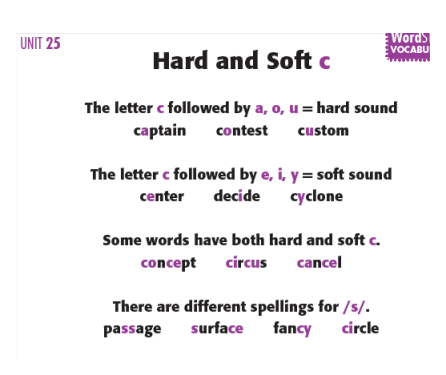 UNIT 25
WordS
VOCABU
Hard and Soft c
The letter c followed by a, o, u = hard sound
captain contest custom
The letter c followed by e, i, y = soft sound
center decide cyclone
Some words have both hard and soft c.
concept circus cancel
There are different spellings for /s/.
passage surface fancy circle